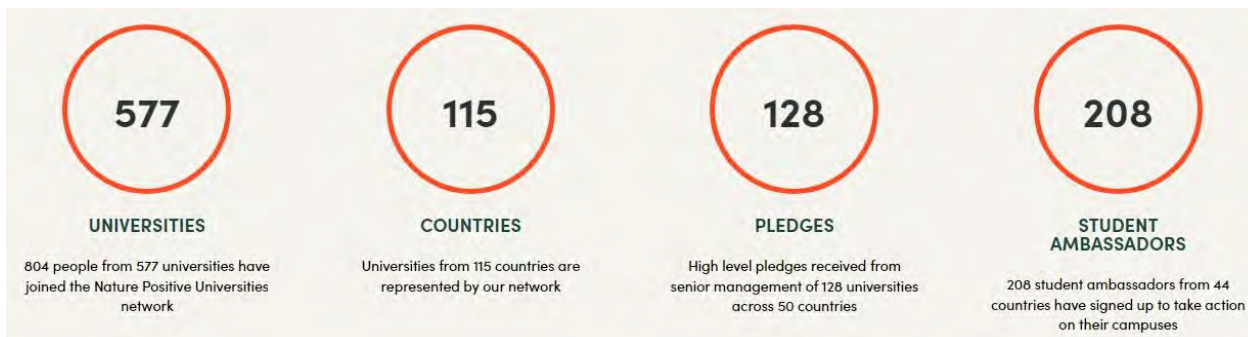 577
UNIVERSITIES
804 people from 577 universities have
joined the Nature Positive Universities
network
115
COUNTRIES
Universities from 115 countries are
represented by our network
128
PLEDGES
High level pledges received from
senior management of 128 universities
across 50 countries
208
STUDENT
AMBASSADORS
208 student ambassadors from 44
countries have signed up to take action
on their campuses